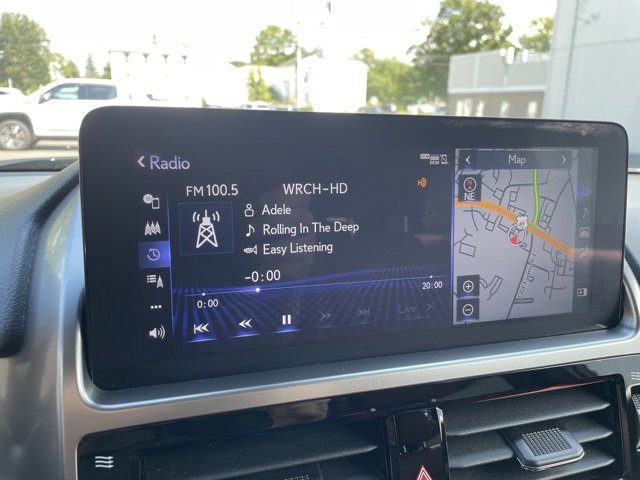 Radio
DCM
FM 100.5 WRCH-HD
Adele
Rolling In The Deep
Easy Listening
-0:00
0:00 20:00
Live
Map
NE